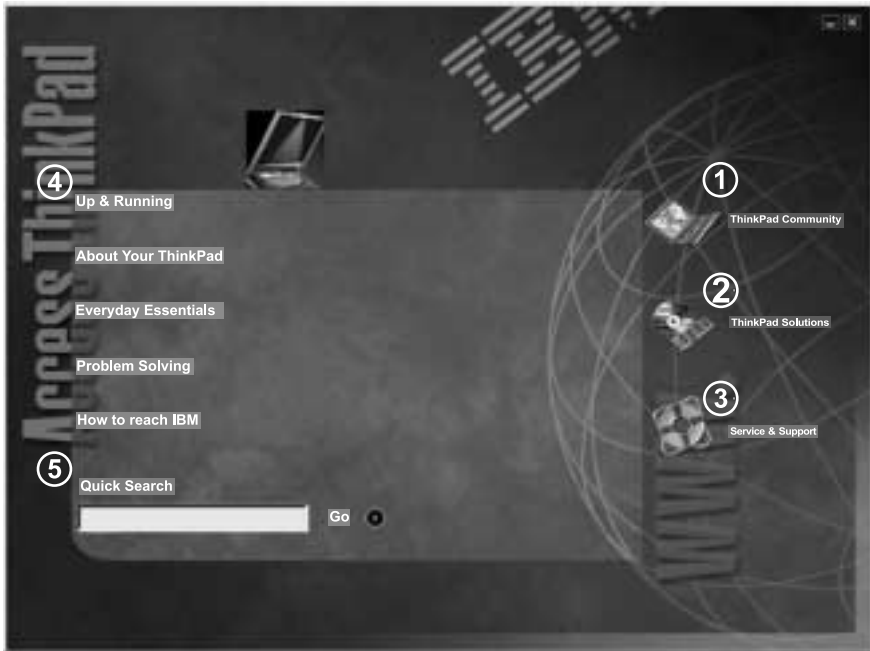 IBM
Access ThinkPad
4
Up & Running
About Your ThinkPad
Everyday Essentials
Problem Solving
How to reach IBM
5
Quick Search
Go
1
ThinkPad Community
2
ThinkPad Solutions
3
Service & Support
WWW